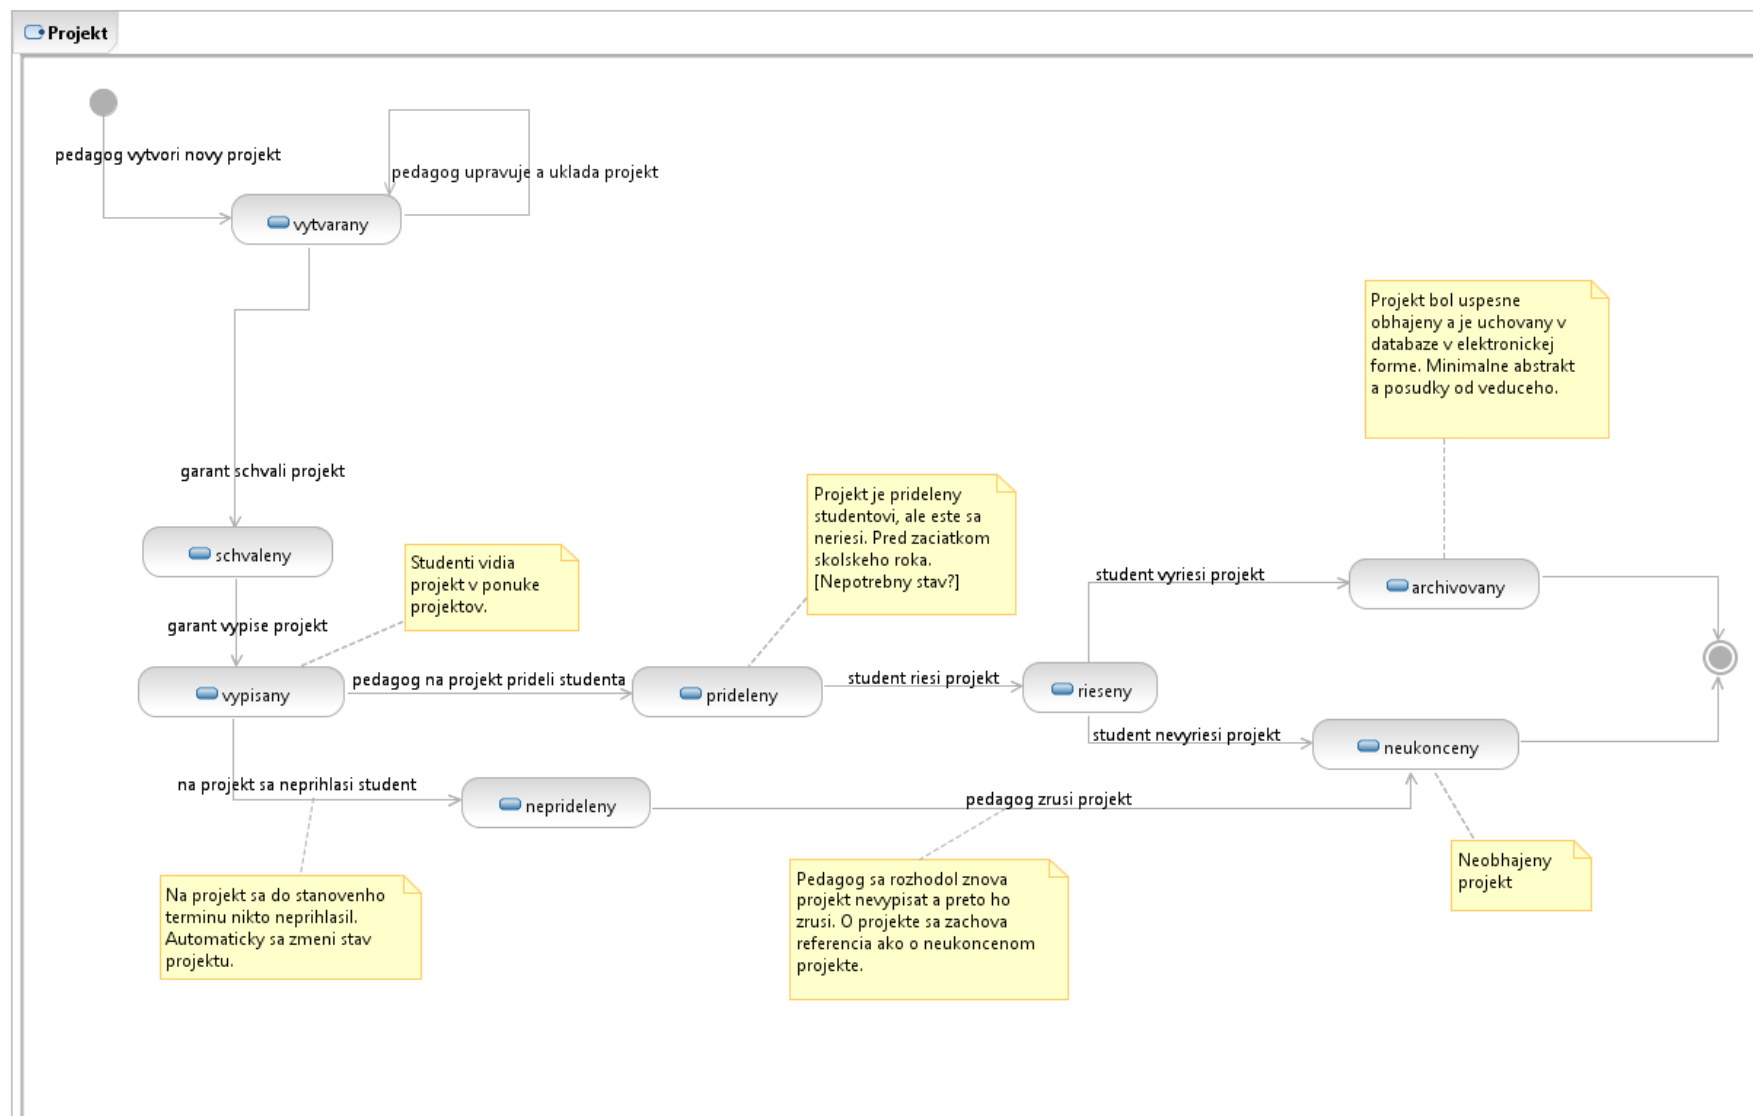 Projekt
pedagog vytvori novy projekt
pedagog upravuje a uklada projekt
vytvarany
Projekt bol uspesne
obhajeny a je uchovany v
databaze v elektronickej
forme. Minimalne abstrakt
a posudky od veduceho.
garant schvali projekt
Projekt je prideleny
studentovi, ale este sa
neriesi. Pred zaciatkom
skolskeho roka.
[Nepotrebny stav?]
schvaleny
Studenti vidia
projekt v ponuke
projektov.
student vyriesi projekt
archivovany
garant vypise projekt
vypisany
pedagog na projekt prideli studenta
prideleny
student riesi projekt
rieseny
student nevyriesi projekt
neukonceny
na projekt sa neprihlasi student
neprideleny
pedagog zrusi projekt
Neobhajeny
projekt
Na projekt sa do stanovenho
terminu nikto neprihlasil.
Automaticky sa zmeni stav
projektu.
Pedagog sa rozhodol znova
projekt nevypisat a preto ho
zrusi. O projekte sa zachova
referencia ako o neukoncenom
projekte.